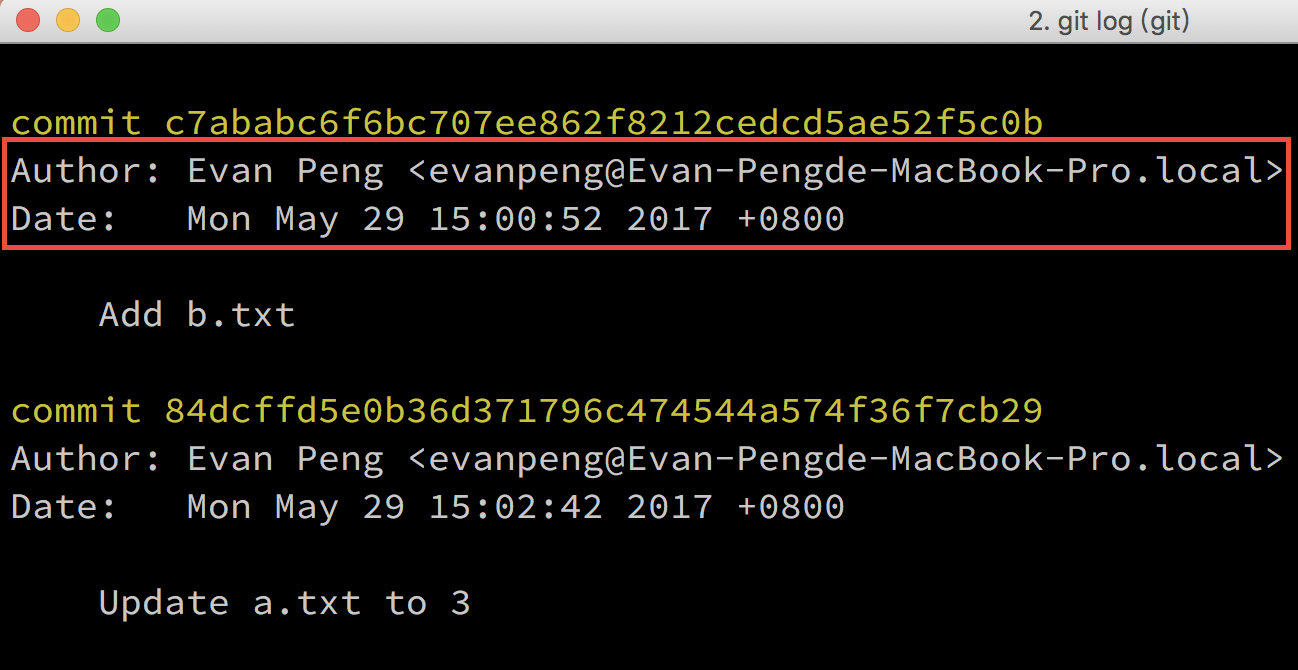 2. git log (git)
commit c7ababc6f6bc707ee862f8212cedcd5ae52f5c0b
Author: Evan Peng <evanpeng@Evan-Pengde-MacBook-Pro.local>
Date:   Mon May 29 15:00:52 2017 +0800
Add b.txt
commit 84dcffd5e0b36d371796c474544a574f36f7cb29
Author: Evan Peng <evanpeng@Evan-Pengde-MacBook-Pro.local>
Date:   Mon May 29 15:02:42 2017 +0800
Update a.txt to 3